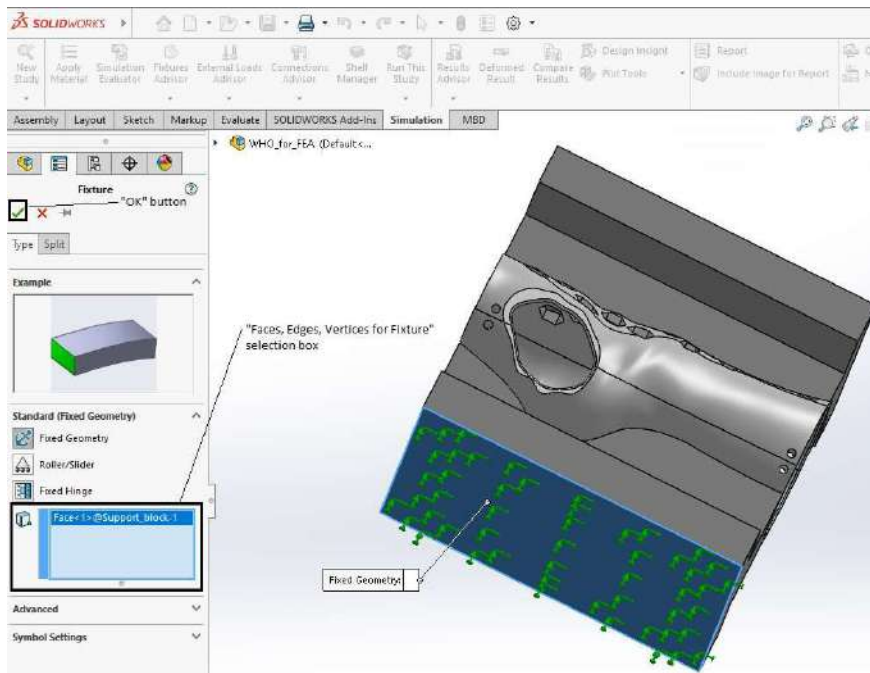 SOLIDWORKS
New Study
Apply Material
Simulation Evaluator
Fixtures Advisor
External Loads Advisor
Connections Advisor
Shell Manager
Run This Study
Results Advisor
Deformed Result
Compare Results
Design Insight
Plot Tools
Report
Include Image for Report
Assembly Layout Sketch Markup Evaluate SOLIDWORKS Add-Ins Simulation MBD
WHO_for_FEA (Default<...
Fixture
"OK" button
Type Split
Example
"Faces, Edges, Vertices for Fixture"
selection box
Standard (Fixed Geometry)
Fixed Geometry
Roller/Slider
Fixed Hinge
Face<1>@Support_block-1
Fixed Geometry:
Advanced
Symbol Settings